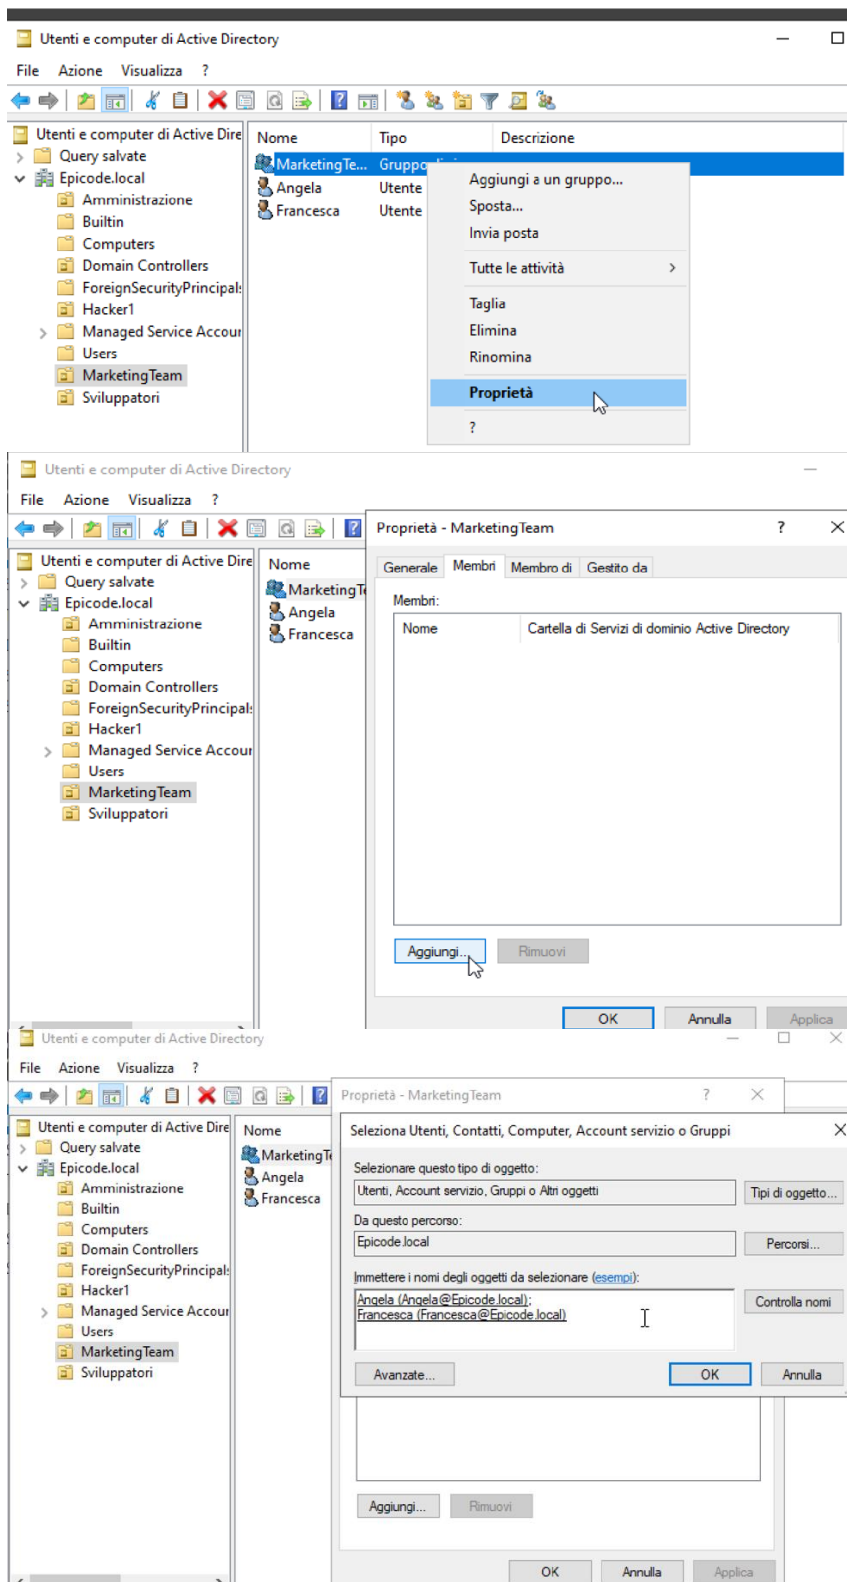 Utenti e computer di Active Directory
File Azione Visualizza ?
Utenti e computer di Active Dire
Query salvate
Epicode.local
Amministrazione
Builtin
Computers
Domain Controllers
ForeignSecurityPrincipal:
Hacker1
Managed Service Accour
Users
MarketingTeam
Sviluppatori
Nome Tipo Descrizione
MarketingTe... Gruppo
Angela Utente
Francesca Utente
Aggiungi a un gruppo...
Sposta...
Invia posta
Tutte le attività
Taglia
Elimina
Rinomina
Proprietà
?
Utenti e computer di Active Directory
File Azione Visualizza ?
Utenti e computer di Active Dire
Query salvate
Epicode.local
Amministrazione
Builtin
Computers
Domain Controllers
ForeignSecurityPrincipal:
Hacker1
Managed Service Accour
Users
MarketingTeam
Sviluppatori
Nome
MarketingTe
Angela
Francesca
Proprietà - MarketingTeam ?
Generale Membri Membro di Gestito da
Membri:
Nome Cartella di Servizi di dominio Active Directory
Aggiungi... Rimuovi
OK Annulla Applica
Utenti e computer di Active Directory
File Azione Visualizza ?
Utenti e computer di Active Dire
Query salvate
Epicode.local
Amministrazione
Builtin
Computers
Domain Controllers
ForeignSecurityPrincipal:
Hacker1
Managed Service Accour
Users
MarketingTeam
Sviluppatori
Nome
MarketingTe
Angela
Francesca
Proprietà - MarketingTeam ?
Seleziona Utenti, Contatti, Computer, Account servizio o Gruppi
Selezionare questo tipo di oggetto:
Utenti, Account servizio, Gruppi o Altri oggetti Tipi di oggetto...
Da questo percorso:
Epicode.local Percorsi...
Immettere i nomi degli oggetti da selezionare (esempi):
Angela (Angela@Epicode.local);
Francesca (Francesca@Epicode.local)
Controlla nomi
Avanzate... OK Annulla
Aggiungi... Rimuovi
OK Annulla Applica